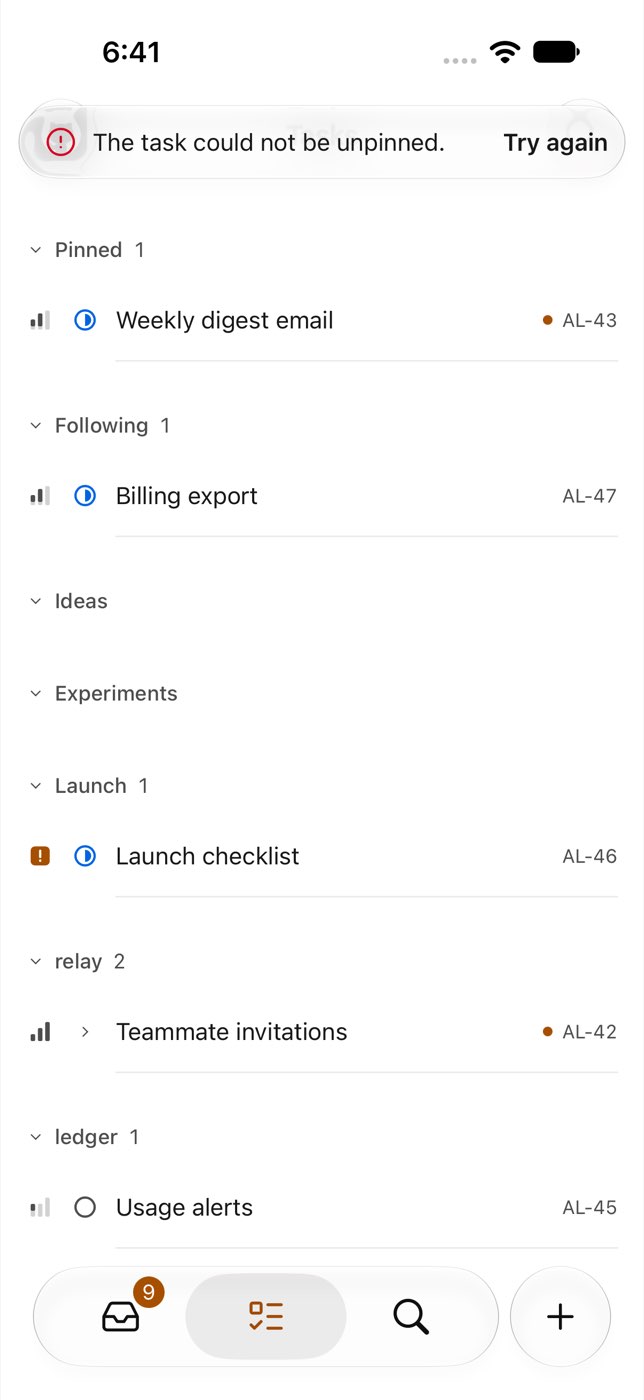 6:41
The task could not be unpinned. Try again
Pinned 1
Weekly digest email AL-43
Following 1
Billing export AL-47
Ideas
Experiments
Launch 1
Launch checklist AL-46
relay 2
Teammate invitations AL-42
ledger 1
Usage alerts AL-45
9